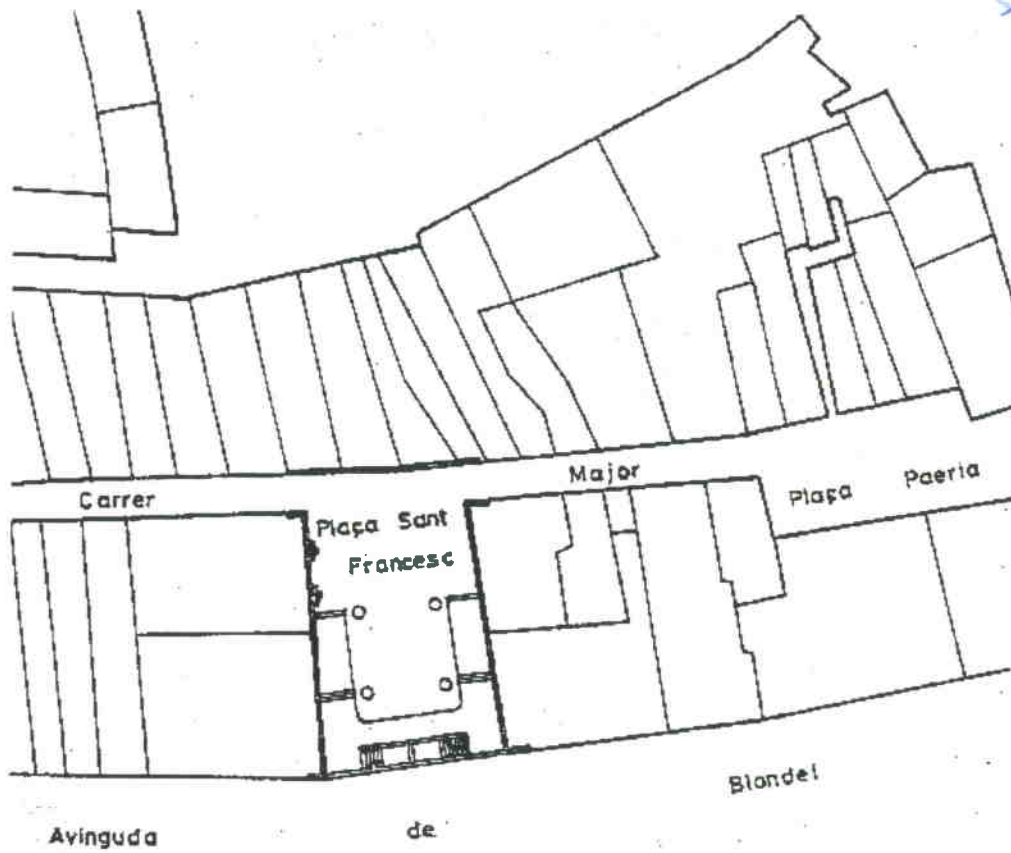 Carrer
Major
Plaça Paeria
Plaça Sant
Francesc
Avinguda de Blondel